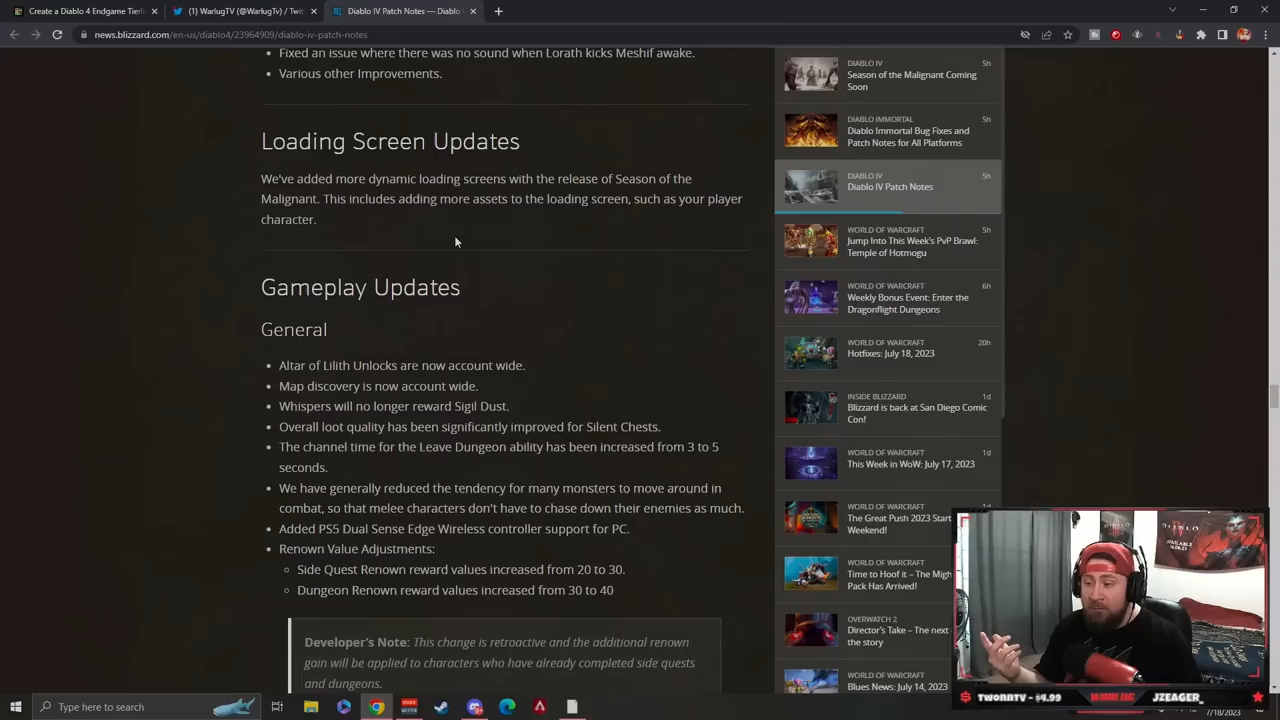 Create a Diablo 4 Endgame Tierli
WarlugTV (@WarlugTv) / Twit
Diablo IV Patch Notes — Diablo I
news.blizzard.com/en-us/diablo4/23964909/diablo-iv-patch-notes
Fixed an issue where there was no sound when Lorath kicks Meshif awake.
Various other Improvements.
Loading Screen Updates
We've added more dynamic loading screens with the release of Season of the
Malignant. This includes adding more assets to the loading screen, such as your player
character.
Gameplay Updates
General
Altar of Lilith Unlocks are now account wide.
Map discovery is now account wide.
Whispers will no longer reward Sigil Dust.
Overall loot quality has been significantly improved for Silent Chests.
The channel time for the Leave Dungeon ability has been increased from 3 to 5
seconds.
We have generally reduced the tendency for many monsters to move around in
combat, so that melee characters don't have to chase down their enemies as much.
Added PS5 Dual Sense Edge Wireless controller support for PC.
Renown Value Adjustments:
Side Quest Renown reward values increased from 20 to 30.
Dungeon Renown reward values increased from 30 to 40
Developer's Note: This change is retroactive and the additional renown
gain will be applied to characters who have already completed side quests
and dungeons.
DIABLO IV 5h
Season of the Malignant Coming
Soon
DIABLO IMMORTAL 5h
Diablo Immortal Bug Fixes and
Patch Notes for All Platforms
DIABLO IV 5h
Diablo IV Patch Notes
WORLD OF WARCRAFT 5h
Jump Into This Week's PvP Brawl:
Temple of Hotmogu
WORLD OF WARCRAFT 6h
Weekly Bonus Event: Enter the
Dragonflight Dungeons
WORLD OF WARCRAFT 20h
Hotfixes: July 18, 2023
INSIDE BLIZZARD 1d
Blizzard is back at San Diego Comic
Con!
WORLD OF WARCRAFT 1d
This Week in WoW: July 17, 2023
WORLD OF WARCRAFT 1d
The Great Push 2023 Start
Weekend!
WORLD OF WARCRAFT
Time to Hoof it – The Migh
Pack Has Arrived!
OVERWATCH 2
Director's Take – The next
the story
WORLD OF WARCRAFT
Blues News: July 14, 2023
DIABLO
TWONNTV - $4.99 WARLUG JZEAGER_
Type here to search
7/18/2023